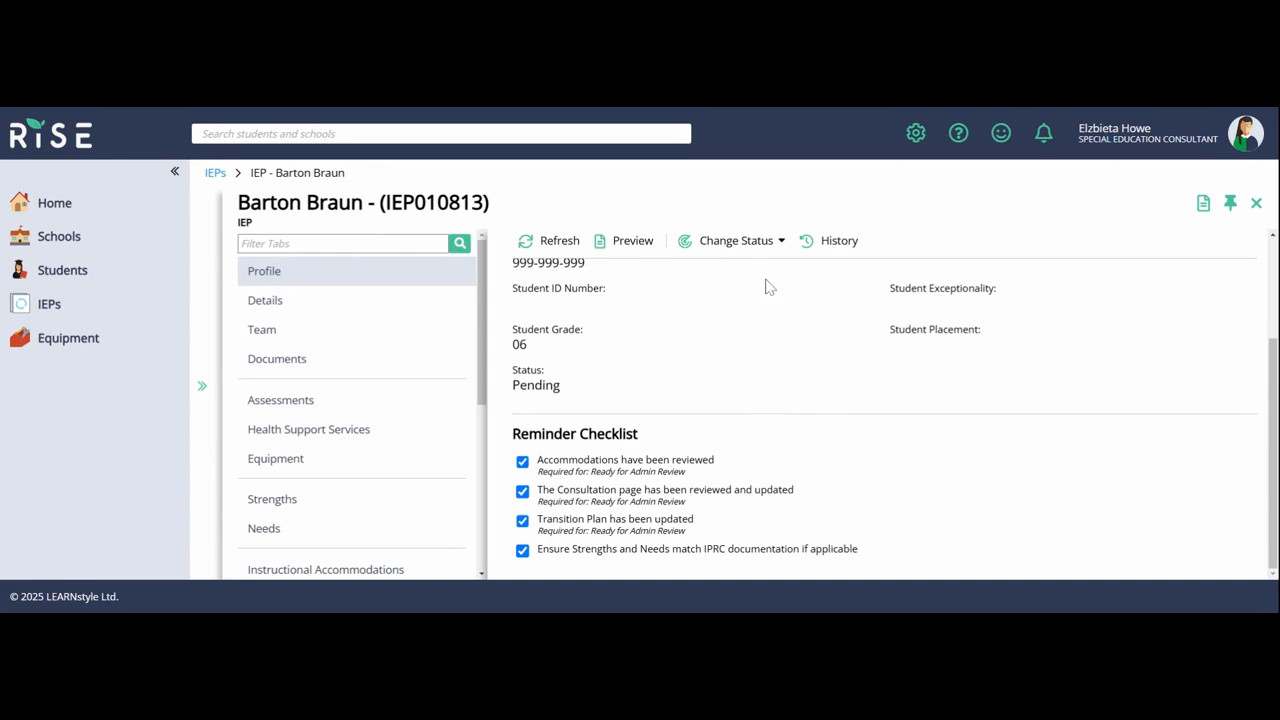 RISE
Search students and schools
Elzbieta Howe
SPECIAL EDUCATION CONSULTANT
Home
Schools
Students
IEPs
Equipment
IEPs > IEP - Barton Braun
Barton Braun - (IEP010813)
IEP
Filter Tabs
Profile
Details
Team
Documents
Assessments
Health Support Services
Equipment
Strengths
Needs
Instructional Accommodations
Refresh
Preview
Change Status
History
999-999-999
Student ID Number:
Student Exceptionality:
Student Grade:
06
Student Placement:
Status:
Pending
Reminder Checklist
Accommodations have been reviewed
Required for: Ready for Admin Review
The Consultation page has been reviewed and updated
Required for: Ready for Admin Review
Transition Plan has been updated
Required for: Ready for Admin Review
Ensure Strengths and Needs match IPRC documentation if applicable
© 2025 LEARNstyle Ltd.